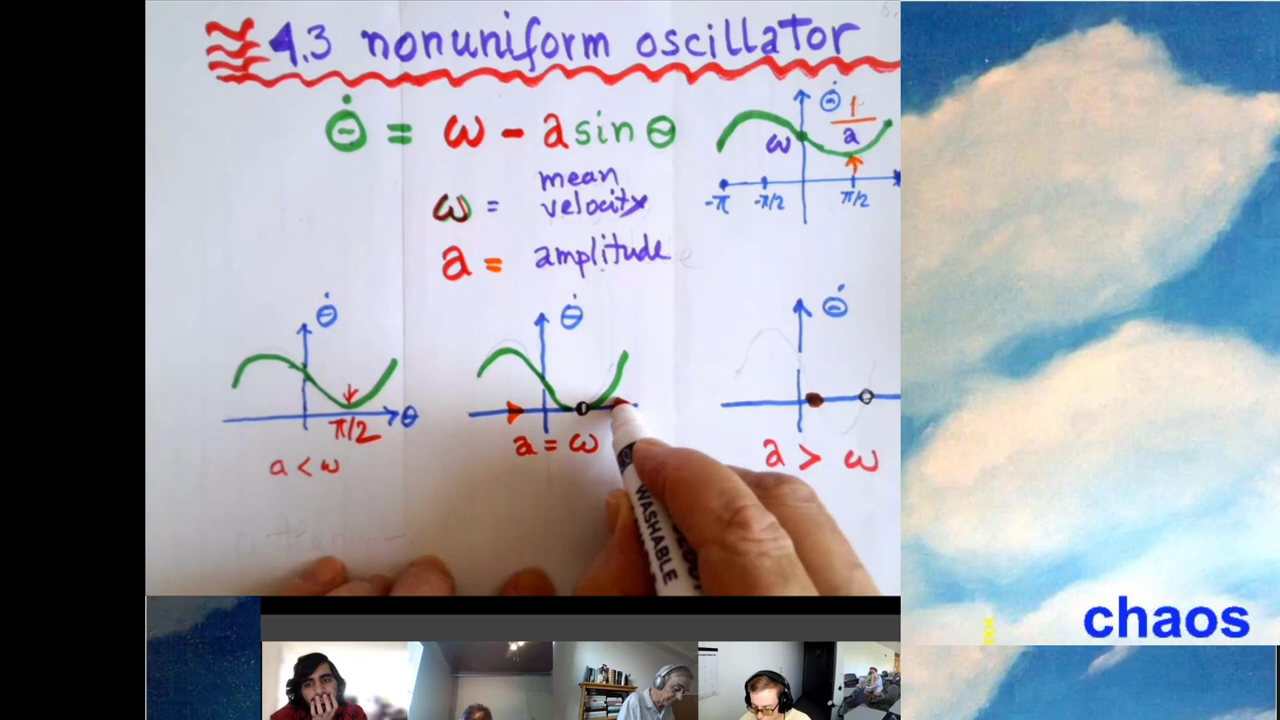 4.3 nonuniform oscillator
θ̇ = ω - a sin θ
ω = mean velocity
a = amplitude
θ̇
1
a
ω
-π -π/2 π/2
θ̇
θ
π/2
a < ω
θ̇
a = ω
θ̇
a > ω
WASHABLE
chaos